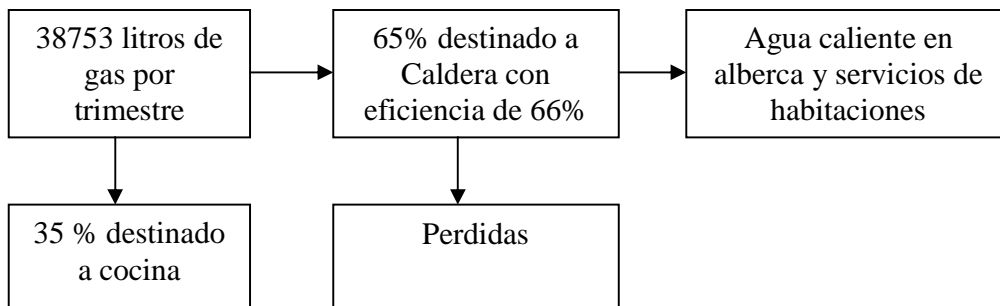 38753 litros de
gas por
trimestre
65% destinado a
Caldera con
eficiencia de 66%
Agua caliente en
alberca y servicios de
habitaciones
35 % destinado
a cocina
Perdidas